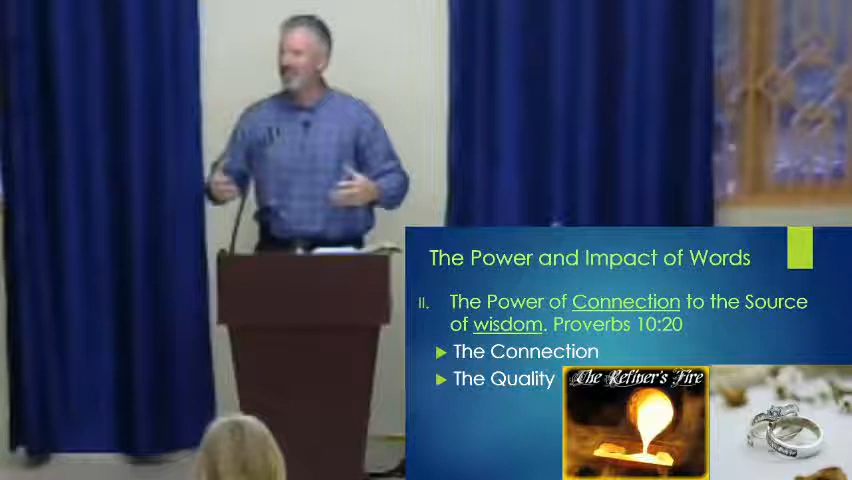 The Power and Impact of Words
II. The Power of Connection to the Source
of wisdom. Proverbs 10:20
The Connection
The Quality
The Refiner's Fire